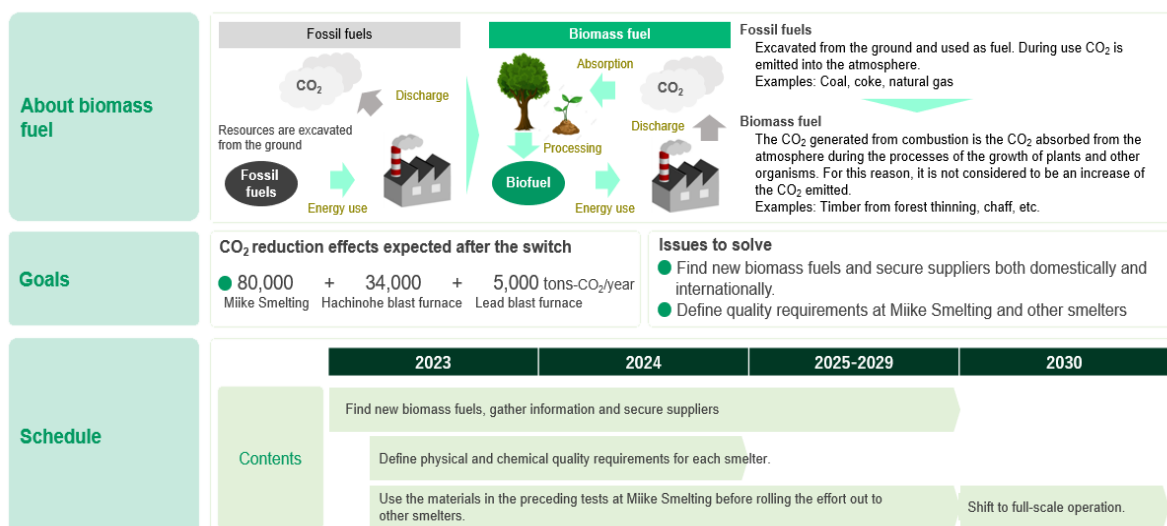 About biomass
fuel
Fossil fuels
CO₂
Discharge
Resources are excavated
from the ground
Fossil
fuels
Energy use
Biomass fuel
Absorption
CO₂
Discharge
Processing
Biofuel
Energy use
Fossil fuels
Excavated from the ground and used as fuel. During use CO₂ is
emitted into the atmosphere.
Examples: Coal, coke, natural gas
Biomass fuel
The CO₂ generated from combustion is the CO₂ absorbed from the
atmosphere during the processes of the growth of plants and other
organisms. For this reason, it is not considered to be an increase of
the CO₂ emitted.
Examples: Timber from forest thinning, chaff, etc.
Goals
CO₂ reduction effects expected after the switch
80,000 + 34,000 + 5,000 tons-CO₂/year
Miike Smelting Hachinohe blast furnace Lead blast furnace
Issues to solve
Find new biomass fuels and secure suppliers both domestically and
internationally.
Define quality requirements at Miike Smelting and other smelters
Schedule
2023 2024 2025-2029 2030
Contents
Find new biomass fuels, gather information and secure suppliers
Define physical and chemical quality requirements for each smelter.
Use the materials in the preceding tests at Miike Smelting before rolling the effort out to
other smelters.
Shift to full-scale operation.